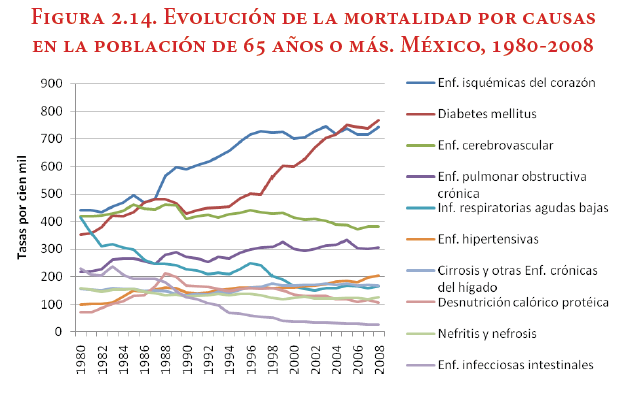 Figura 2.14. Evolución de la mortalidad por causas
en la población de 65 años o más. México, 1980-2008
900
800
700
600
500
400
300
200
100
0
Tasas por cien mil
1980
1982
1984
1986
1988
1990
1992
1994
1996
1998
2000
2002
2004
2006
2008
Enf. isquémicas del corazón
Diabetes mellitus
Enf. cerebrovascular
Enf. pulmonar obstructiva
crónica
Inf. respiratorias agudas bajas
Enf. hipertensivas
Cirrosis y otras Enf. crónicas
del hígado
Desnutrición calórico protéica
Nefritis y nefrosis
Enf. infecciosas intestinales